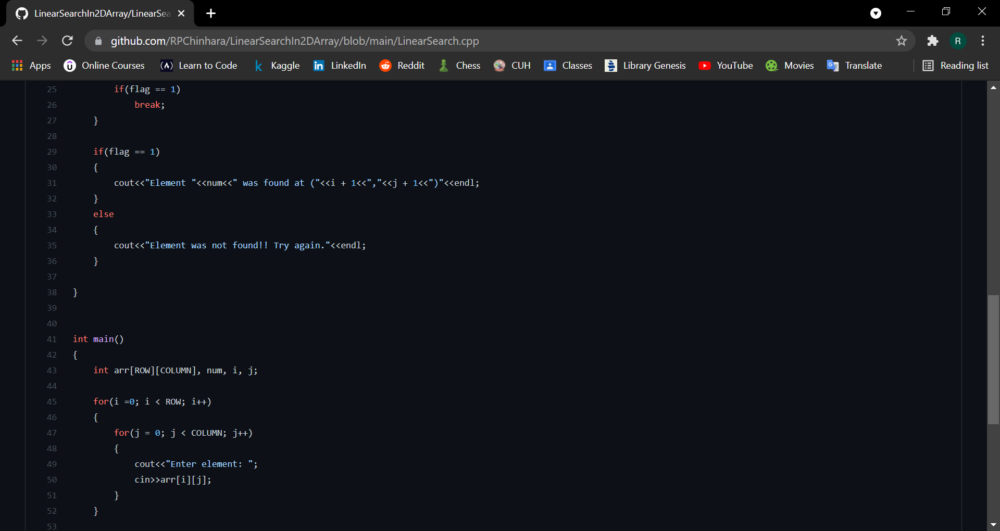 LinearSearchIn2DArray/LinearSea
github.com/RPChinhara/LinearSearchIn2DArray/blob/main/LinearSearch.cpp
R
Apps Online Courses Learn to Code Kaggle LinkedIn Reddit Chess CUH Classes Library Genesis YouTube Movies Translate Reading list
25 if(flag == 1)
26 break;
27 }
28
29 if(flag == 1)
30 {
31 cout<<"Element "<<num<<" was found at ("<<i + 1<<","<<j + 1<<")"<<endl;
32 }
33 else
34 {
35 cout<<"Element was not found!! Try again."<<endl;
36 }
37
38 }
39
40
41 int main()
42 {
43 int arr[ROW][COLUMN], num, i, j;
44
45 for(i =0; i < ROW; i++)
46 {
47 for(j = 0; j < COLUMN; j++)
48 {
49 cout<<"Enter element: ";
50 cin>>arr[i][j];
51 }
52 }
53